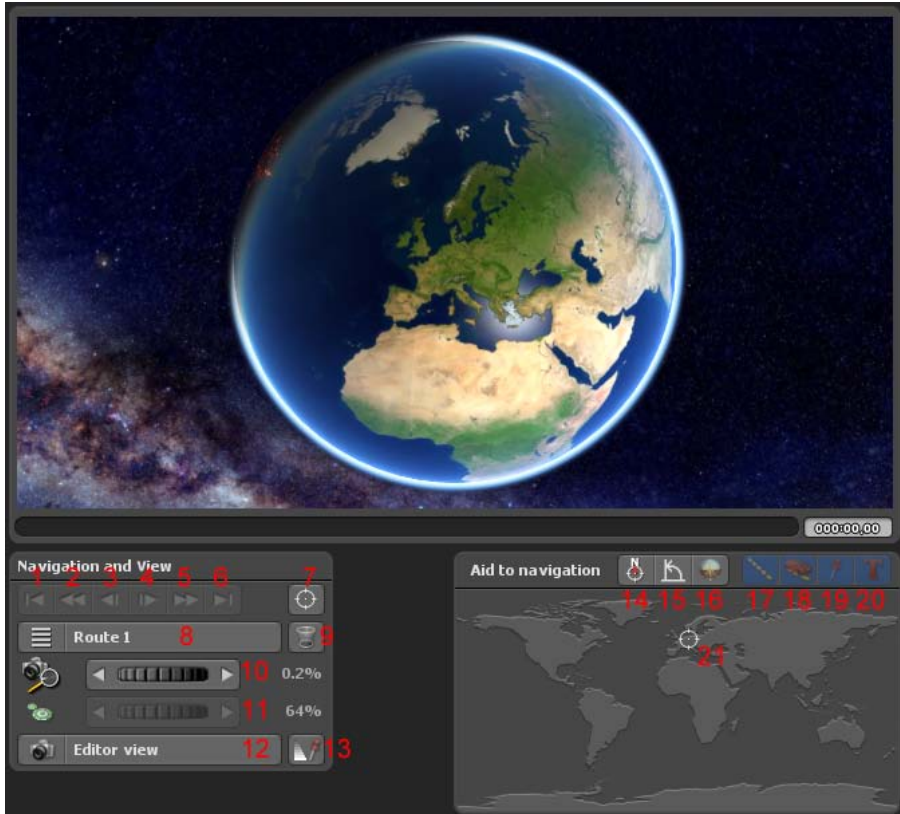 000:00,00
Navigation and View
1 2 3 4 5 6 7
Route 1 8 9
10 0.2%
11 64%
Editor view 12 13
Aid to navigation
N
14 15 16 17 18 19 20
21